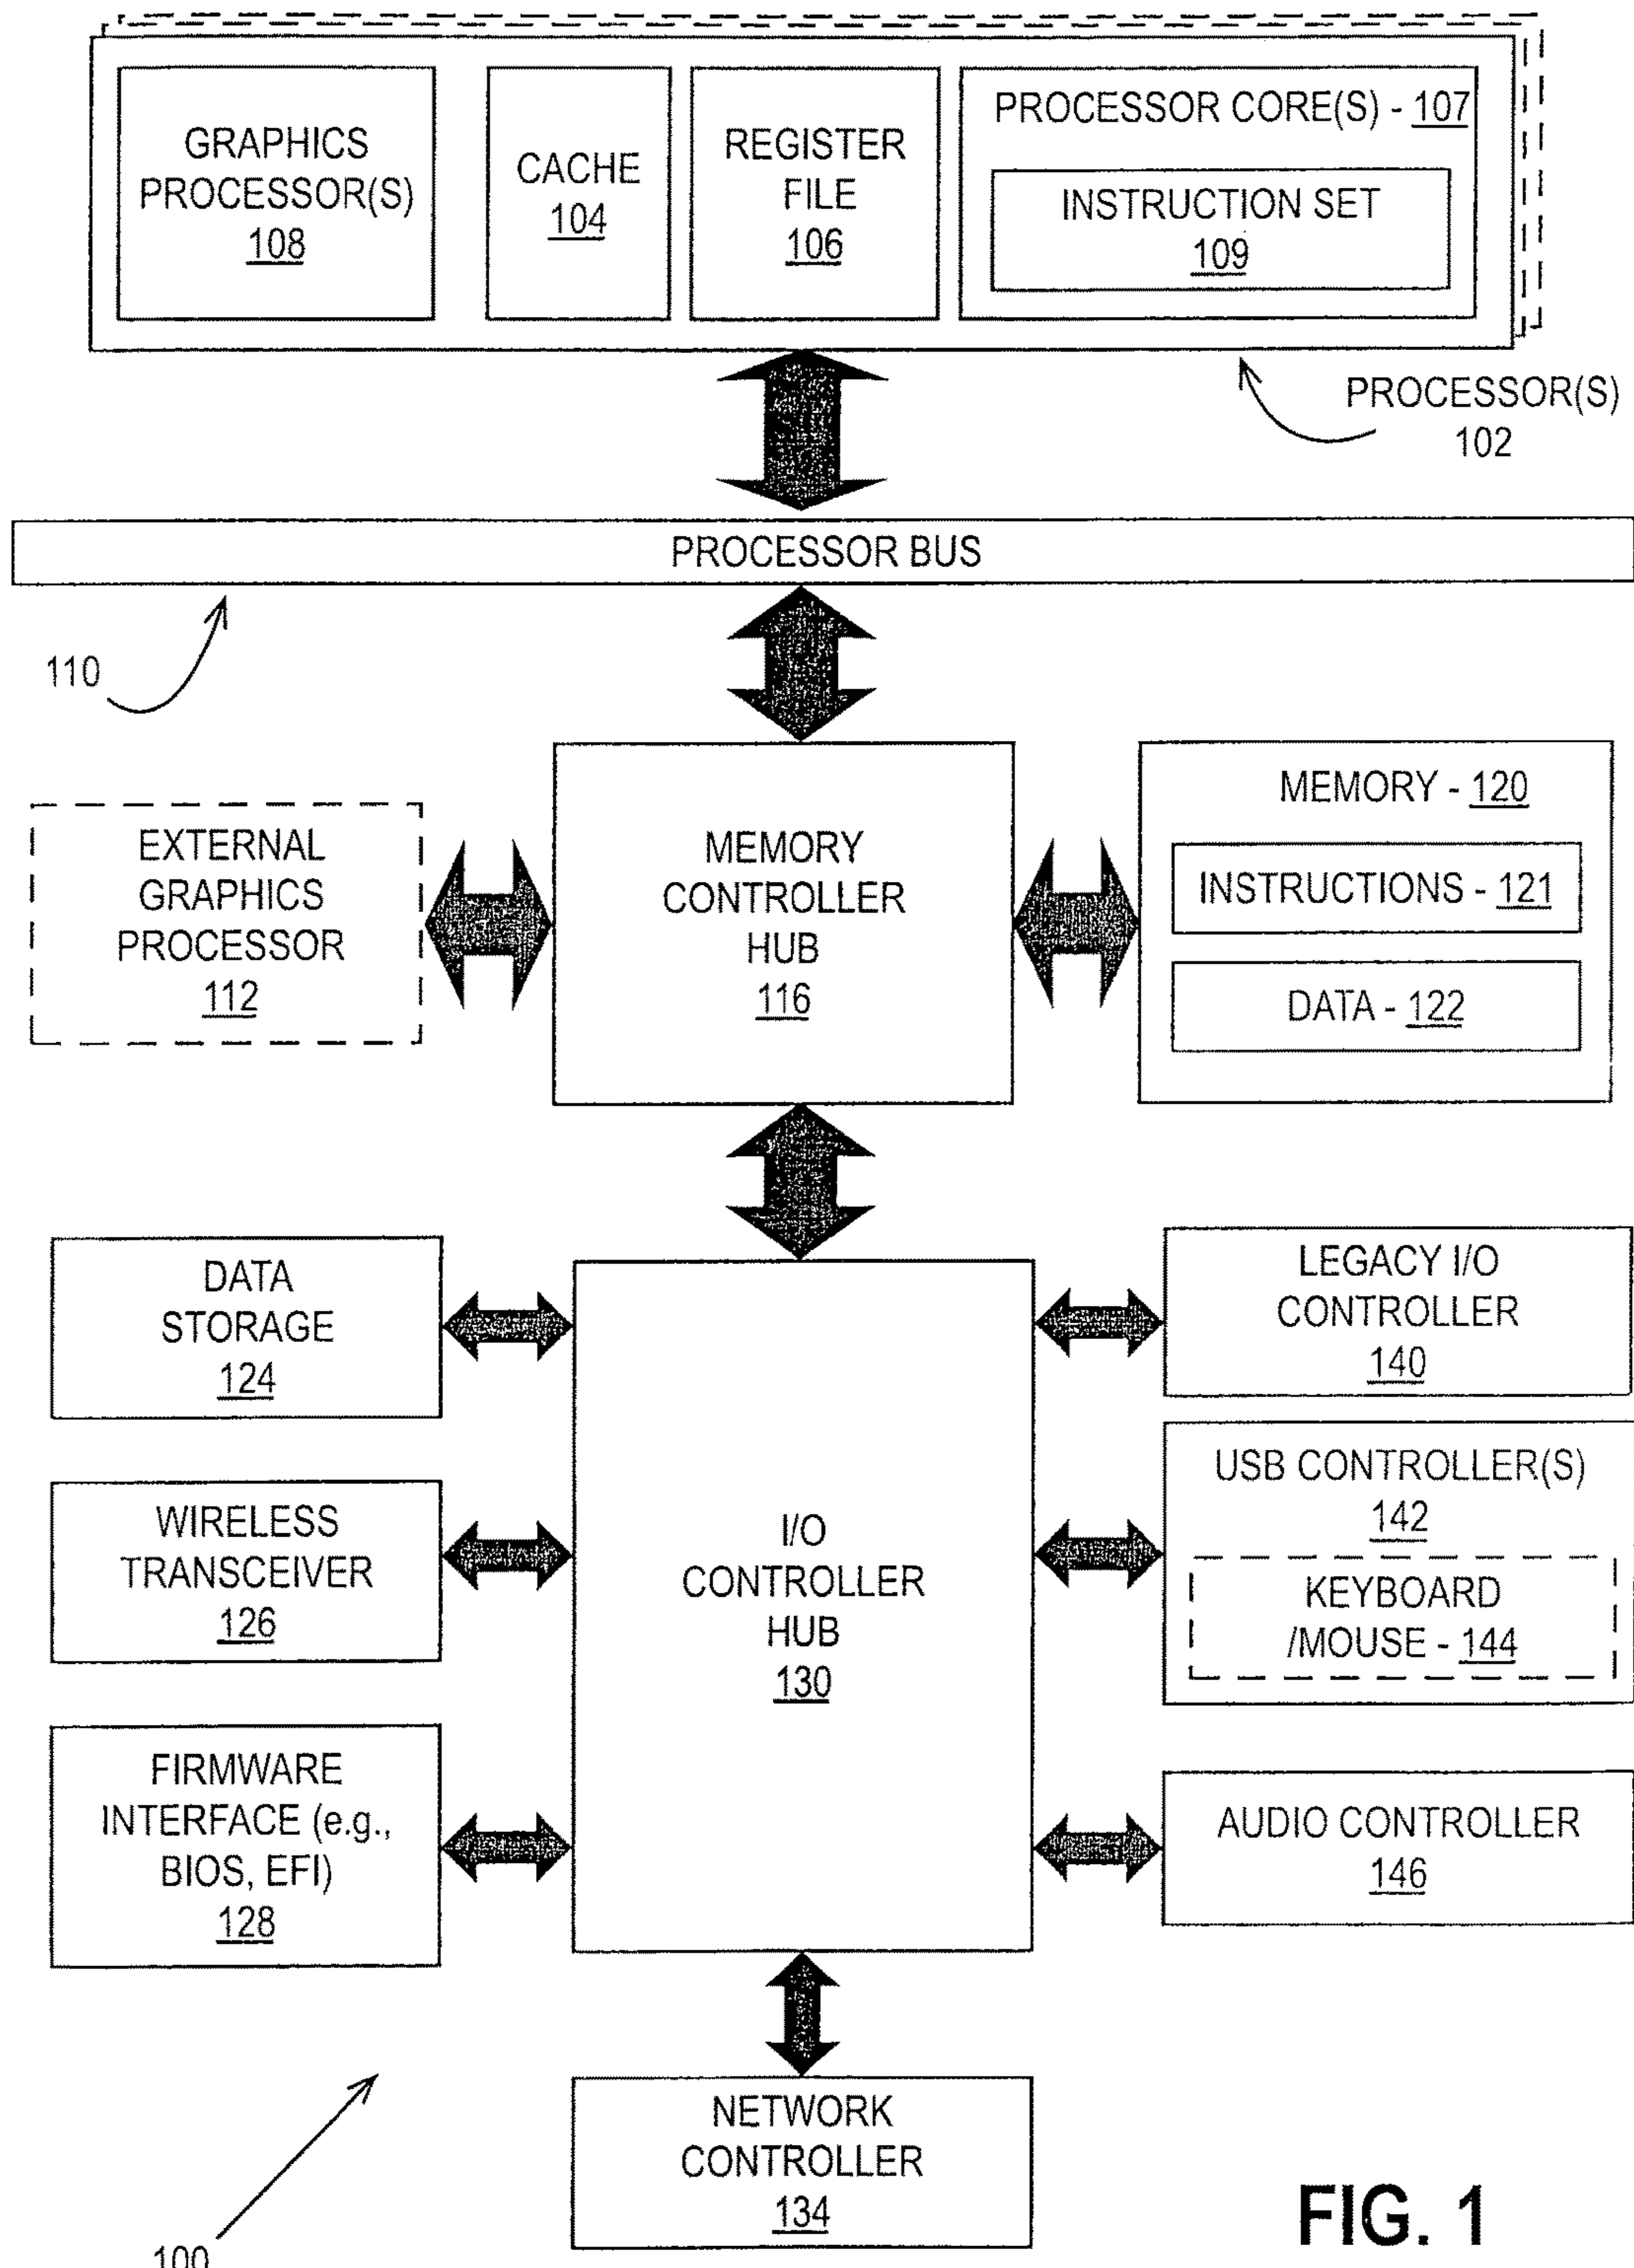 GRAPHICS
PROCESSOR(S)
108
CACHE
104
REGISTER
FILE
106
PROCESSOR CORE(S) - 107
INSTRUCTION SET
109
PROCESSOR(S)
102
PROCESSOR BUS
110
EXTERNAL
GRAPHICS
PROCESSOR
112
MEMORY
CONTROLLER
HUB
116
MEMORY - 120
INSTRUCTIONS - 121
DATA - 122
DATA
STORAGE
124
WIRELESS
TRANSCEIVER
126
FIRMWARE
INTERFACE (e.g.,
BIOS, EFI)
128
I/O
CONTROLLER
HUB
130
LEGACY I/O
CONTROLLER
140
USB CONTROLLER(S)
142
KEYBOARD
/MOUSE - 144
AUDIO CONTROLLER
146
NETWORK
CONTROLLER
134
100
FIG. 1